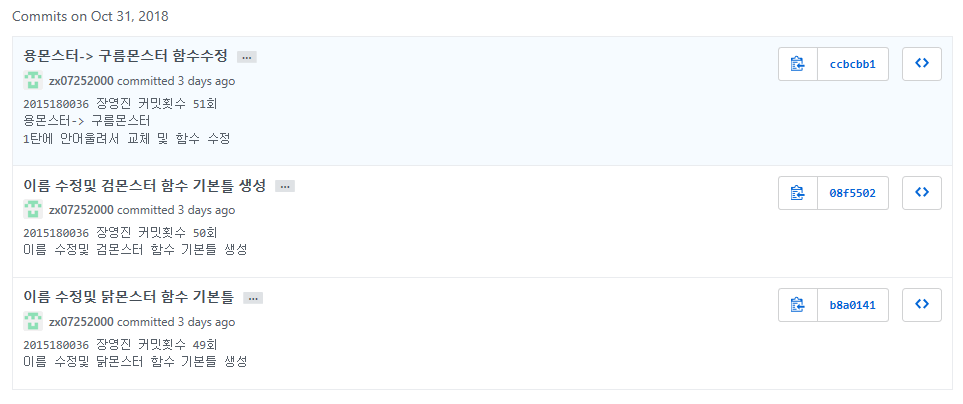 Commits on Oct 31, 2018
용몬스터-> 구름몬스터 함수수정 …
zx07252000 committed 3 days ago
ccbcbb1
2015180036 장영진 커밋횟수 51회
용몬스터-> 구름몬스터
1탄에 안어울려서 교체 및 함수 수정
이름 수정및 검몬스터 함수 기본틀 생성 …
zx07252000 committed 3 days ago
08f5502
2015180036 장영진 커밋횟수 50회
이름 수정및 검몬스터 함수 기본틀 생성
이름 수정및 닭몬스터 함수 기본틀 …
zx07252000 committed 3 days ago
b8a0141
2015180036 장영진 커밋횟수 49회
이름 수정및 닭몬스터 함수 기본틀 생성